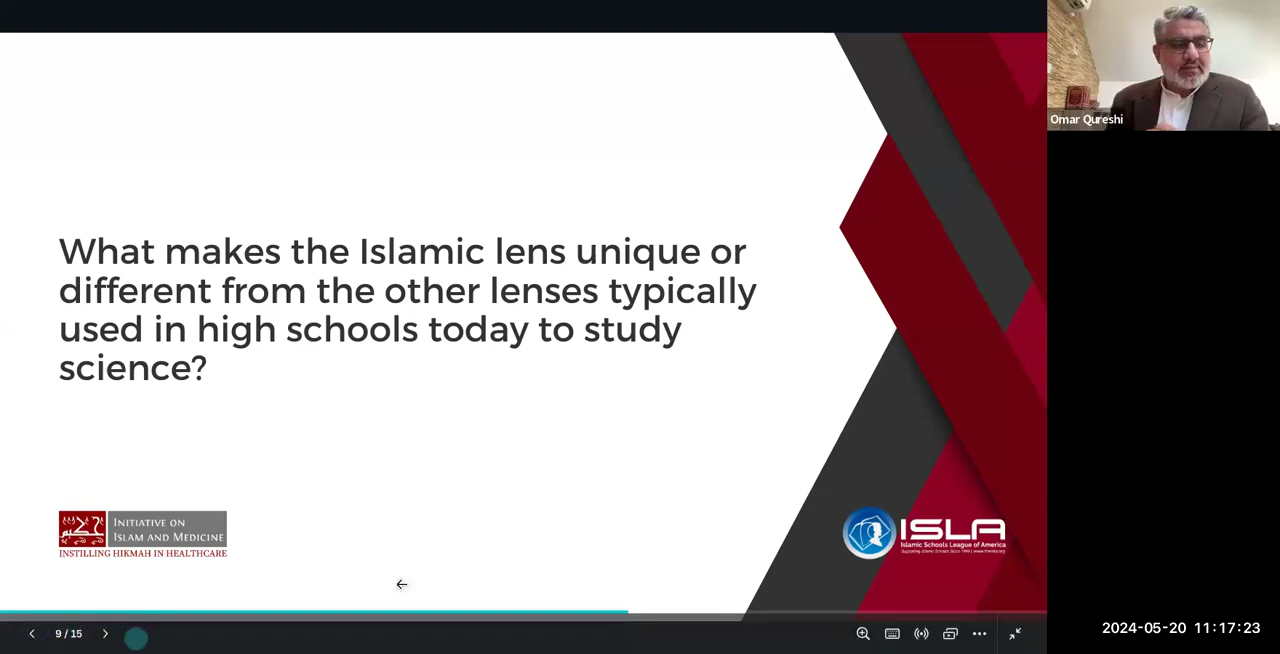 What makes the Islamic lens unique or
different from the other lenses typically
used in high schools today to study
science?
INITIATIVE ON
ISLAM AND MEDICINE
INSTILLING HIKMAH IN HEALTHCARE
ISLA
Islamic Schools League of America
Omar Qureshi
9 / 15
2024-05-20 11:17:23